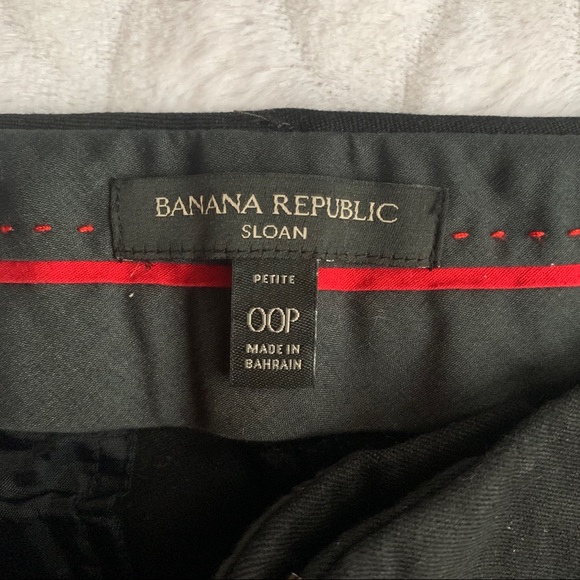 BANANA REPUBLIC
SLOAN
PETITE
00P
MADE IN
BAHRAIN